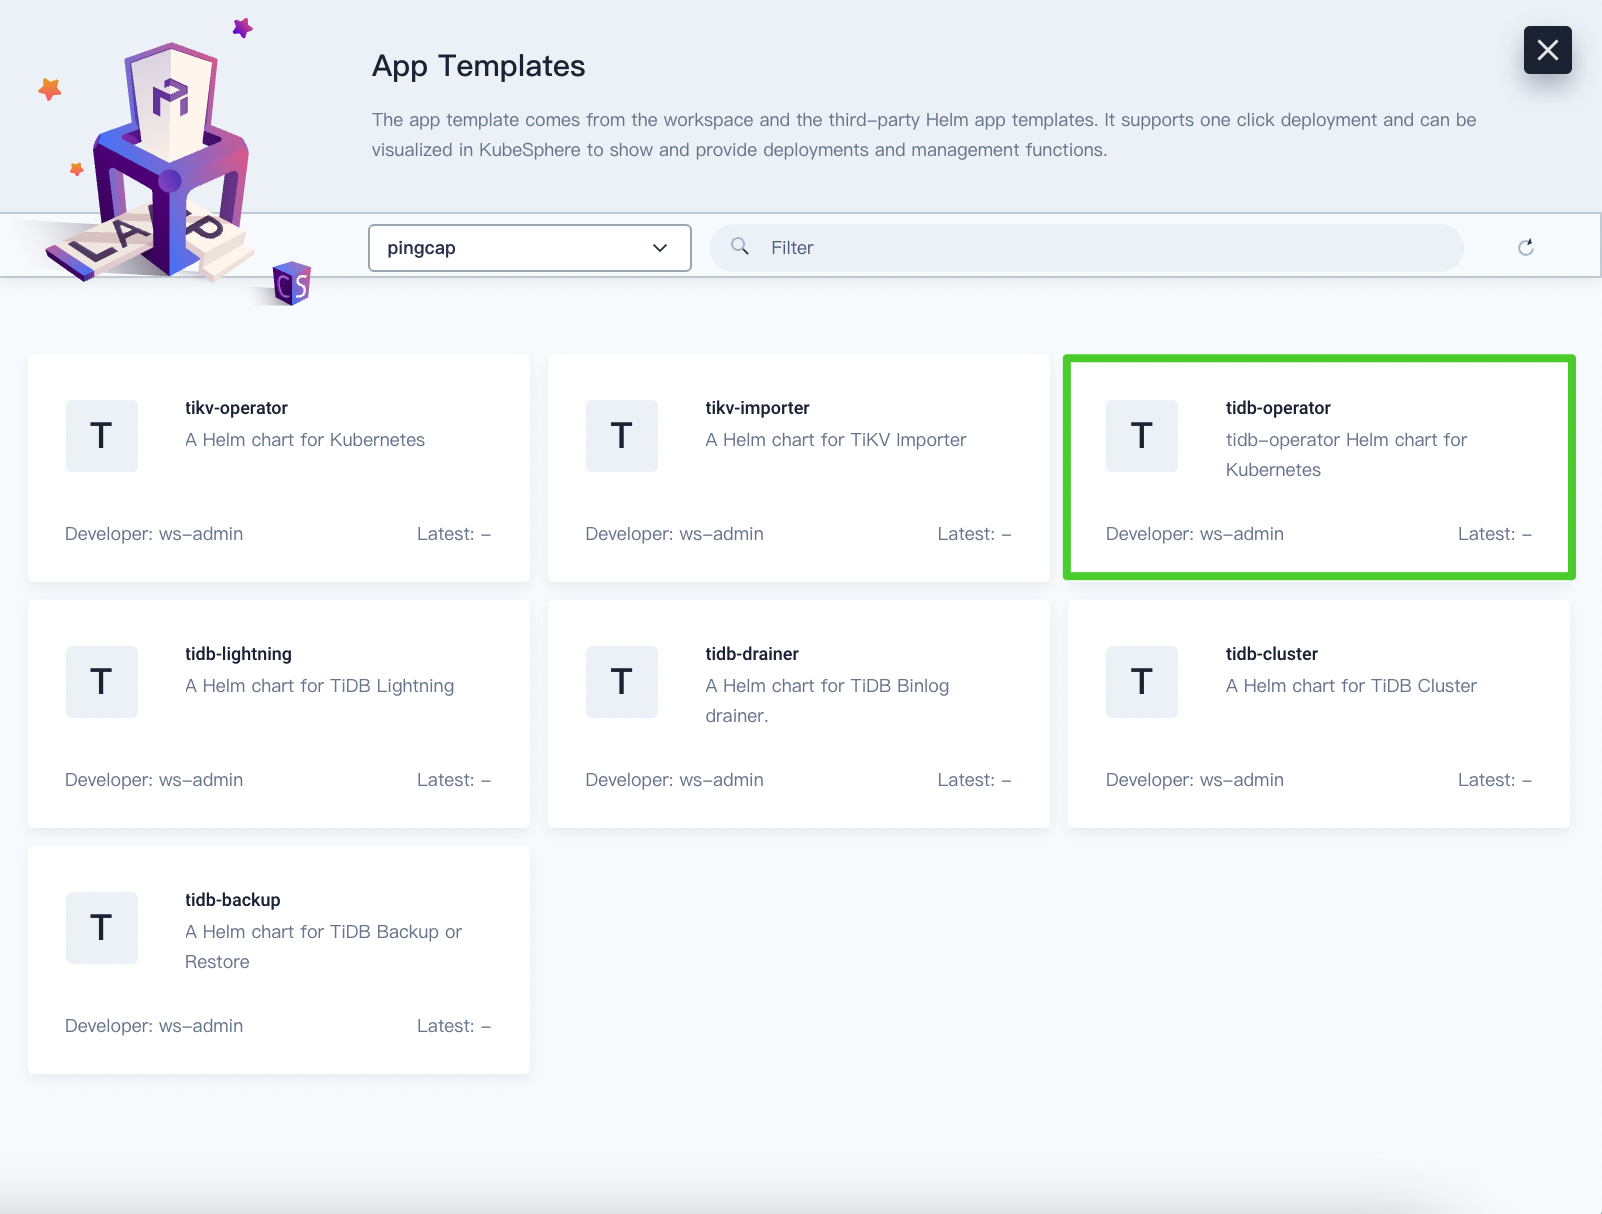 App Templates
The app template comes from the workspace and the third-party Helm app templates. It supports one click deployment and can be
visualized in KubeSphere to show and provide deployments and management functions.
LAPP
CS
pingcap
Filter
T
tikv-operator
A Helm chart for Kubernetes
Developer: ws-admin
Latest: -
T
tikv-importer
A Helm chart for TiKV Importer
Developer: ws-admin
Latest: -
T
tidb-operator
tidb-operator Helm chart for
Kubernetes
Developer: ws-admin
Latest: -
T
tidb-lightning
A Helm chart for TiDB Lightning
Developer: ws-admin
Latest: -
T
tidb-drainer
A Helm chart for TiDB Binlog
drainer.
Developer: ws-admin
Latest: -
T
tidb-cluster
A Helm chart for TiDB Cluster
Developer: ws-admin
Latest: -
T
tidb-backup
A Helm chart for TiDB Backup or
Restore
Developer: ws-admin
Latest: -